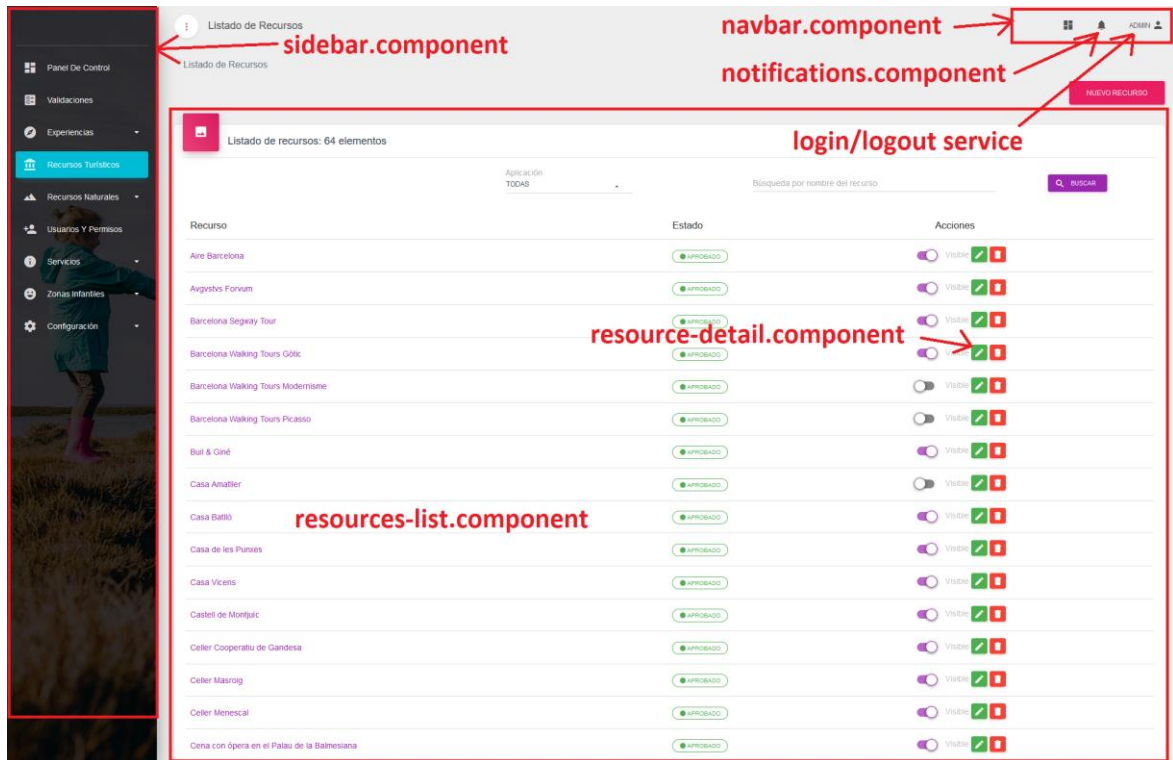 Listado de Recursos
navbar.component
ADMIN
sidebar.component
Listado de Recursos
Panel De Control
notifications.component
Validaciones
NUEVO RECURSO
Experiencias
Listado de recursos: 64 elementos
login/logout service
Recursos Turísticos
Aplicación
TODAS
Búsqueda por nombre del recurso
BUSCAR
Recursos Naturales
Usuarios Y Permisos
Recurso Estado Acciones
Servicios
Aire Barcelona APROBADO Visible
Zonas Infantiles
Avgvstvs Forvum APROBADO Visible
Configuración
Barcelona Segway Tour APROBADO Visible
resource-detail.component
Barcelona Walking Tours Gòtic APROBADO Visible
Barcelona Walking Tours Modernisme APROBADO Visible
Barcelona Walking Tours Picasso APROBADO Visible
Buil & Giné APROBADO Visible
Casa Amatller APROBADO Visible
resources-list.component
Casa Batlló APROBADO Visible
Casa de les Punxes APROBADO Visible
Casa Vicens APROBADO Visible
Castell de Montjuïc APROBADO Visible
Celler Cooperatiu de Gandesa APROBADO Visible
Celler Masroig APROBADO Visible
Celler Menescal APROBADO Visible
Cena con ópera en el Palau de la Balmesiana APROBADO Visible